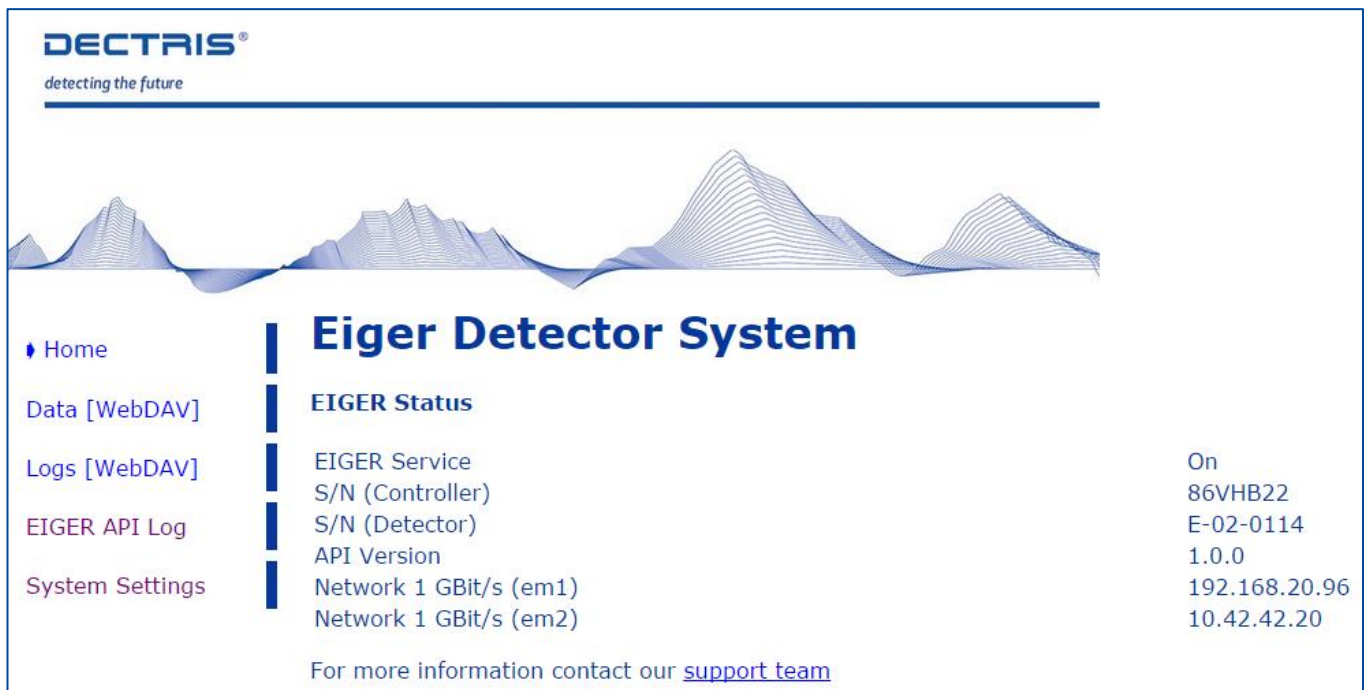 DECTRIS®
detecting the future
Eiger Detector System
Home
Data [WebDAV]
Logs [WebDAV]
EIGER API Log
System Settings
EIGER Status
EIGER Service On
S/N (Controller) 86VHB22
S/N (Detector) E-02-0114
API Version 1.0.0
Network 1 GBit/s (em1) 192.168.20.96
Network 1 GBit/s (em2) 10.42.42.20
For more information contact our support team